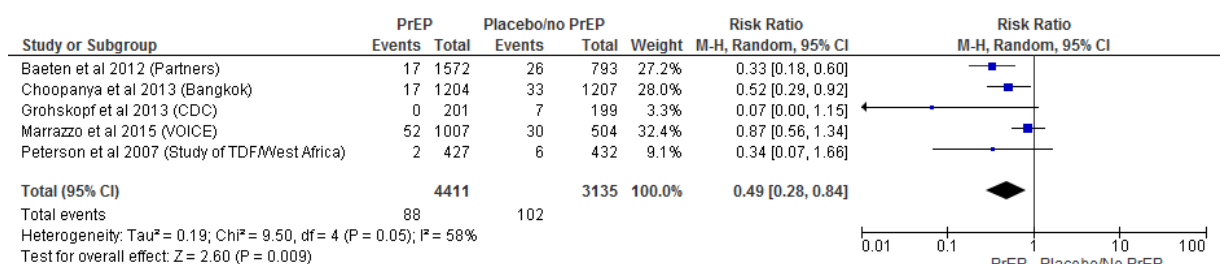 PrEP Placebo/no PrEP Risk Ratio Risk Ratio
Study or Subgroup Events Total Events Total Weight M-H, Random, 95% CI M-H, Random, 95% CI
Baeten et al 2012 (Partners) 17 1572 26 793 27.2% 0.33 [0.18, 0.60]
Choopanya et al 2013 (Bangkok) 17 1204 33 1207 28.0% 0.52 [0.29, 0.92]
Grohskopf et al 2013 (CDC) 0 201 7 199 3.3% 0.07 [0.00, 1.15]
Marrazzo et al 2015 (VOICE) 52 1007 30 504 32.4% 0.87 [0.56, 1.34]
Peterson et al 2007 (Study of TDF/West Africa) 2 427 6 432 9.1% 0.34 [0.07, 1.66]
Total (95% CI) 4411 3135 100.0% 0.49 [0.28, 0.84]
Total events 88 102
Heterogeneity: Tau² = 0.19; Chi² = 9.50, df = 4 (P = 0.05); I² = 58%
Test for overall effect: Z = 2.60 (P = 0.009)
0.01 0.1 1 10 100
PrEP Placebo/No PrEP